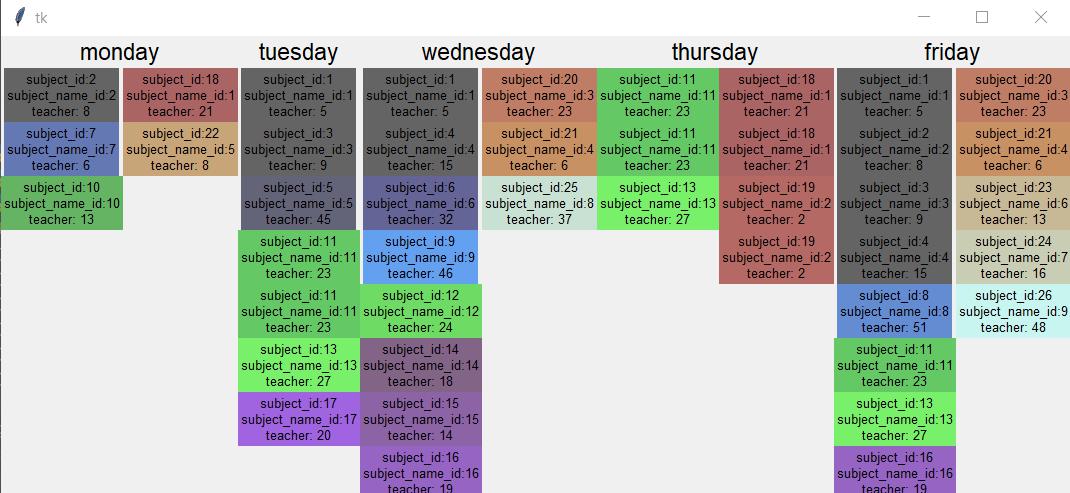 tk
monday
subject_id:2
subject_name_id:2
teacher: 8
subject_id:7
subject_name_id:7
teacher: 6
subject_id:10
subject_name_id:10
teacher: 13
subject_id:18
subject_name_id:1
teacher: 21
subject_id:22
subject_name_id:5
teacher: 8
tuesday
subject_id:1
subject_name_id:1
teacher: 5
subject_id:3
subject_name_id:3
teacher: 9
subject_id:5
subject_name_id:5
teacher: 45
subject_id:11
subject_name_id:11
teacher: 23
subject_id:11
subject_name_id:11
teacher: 23
subject_id:13
subject_name_id:13
teacher: 27
subject_id:17
subject_name_id:17
teacher: 20
wednesday
subject_id:1
subject_name_id:1
teacher: 5
subject_id:4
subject_name_id:4
teacher: 15
subject_id:6
subject_name_id:6
teacher: 32
subject_id:9
subject_name_id:9
teacher: 46
subject_id:12
subject_name_id:12
teacher: 24
subject_id:14
subject_name_id:14
teacher: 18
subject_id:15
subject_name_id:15
teacher: 14
subject_id:16
subject_name_id:16
teacher: 19
subject_id:20
subject_name_id:3
teacher: 23
subject_id:21
subject_name_id:4
teacher: 6
subject_id:25
subject_name_id:8
teacher: 37
thursday
subject_id:11
subject_name_id:11
teacher: 23
subject_id:11
subject_name_id:11
teacher: 23
subject_id:13
subject_name_id:13
teacher: 27
subject_id:18
subject_name_id:1
teacher: 21
subject_id:18
subject_name_id:1
teacher: 21
subject_id:19
subject_name_id:2
teacher: 2
subject_id:19
subject_name_id:2
teacher: 2
friday
subject_id:1
subject_name_id:1
teacher: 5
subject_id:2
subject_name_id:2
teacher: 8
subject_id:3
subject_name_id:3
teacher: 9
subject_id:4
subject_name_id:4
teacher: 15
subject_id:8
subject_name_id:8
teacher: 51
subject_id:11
subject_name_id:11
teacher: 23
subject_id:13
subject_name_id:13
teacher: 27
subject_id:16
subject_name_id:16
teacher: 19
subject_id:20
subject_name_id:3
teacher: 23
subject_id:21
subject_name_id:4
teacher: 6
subject_id:23
subject_name_id:6
teacher: 13
subject_id:24
subject_name_id:7
teacher: 16
subject_id:26
subject_name_id:9
teacher: 48